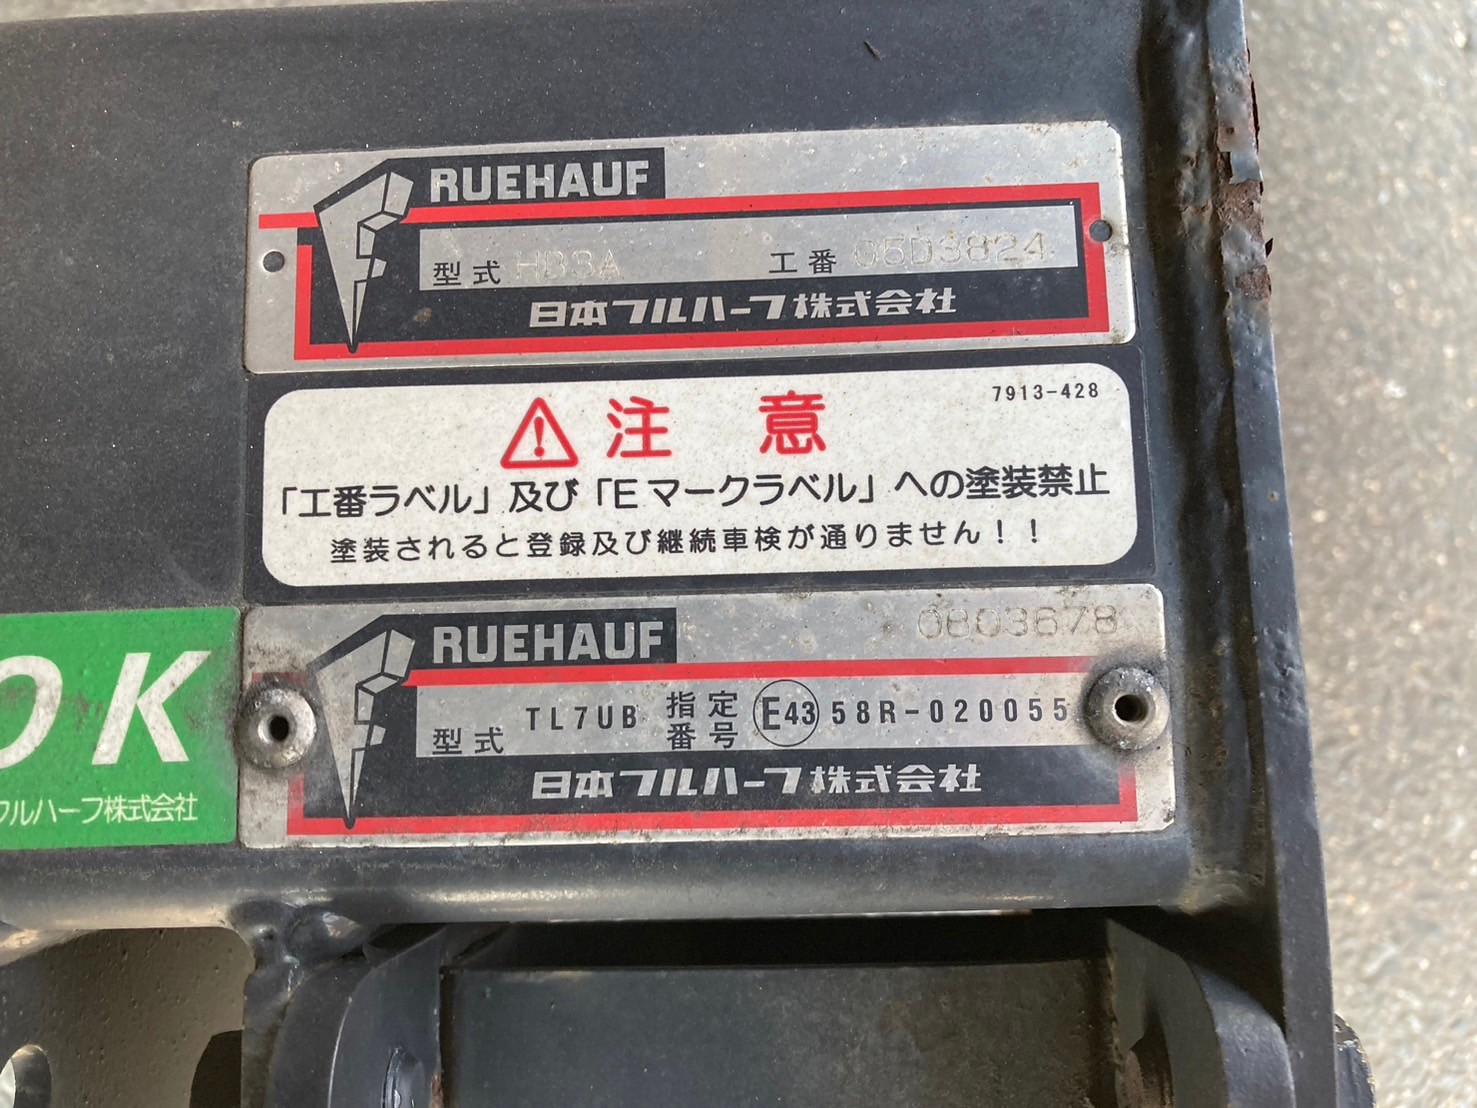 FRUEHAUF
型式 HB3A 工番 05D3824
日本フルハーフ株式会社
7913-428
注意
「工番ラベル」及び「Eマークラベル」への塗装禁止
塗装されると登録及び継続車検が通りません!!
OK
フルハーフ株式会社
FRUEHAUF 0803678
型式 TL7UB 指定番号 E43 58R-020055
日本フルハーフ株式会社